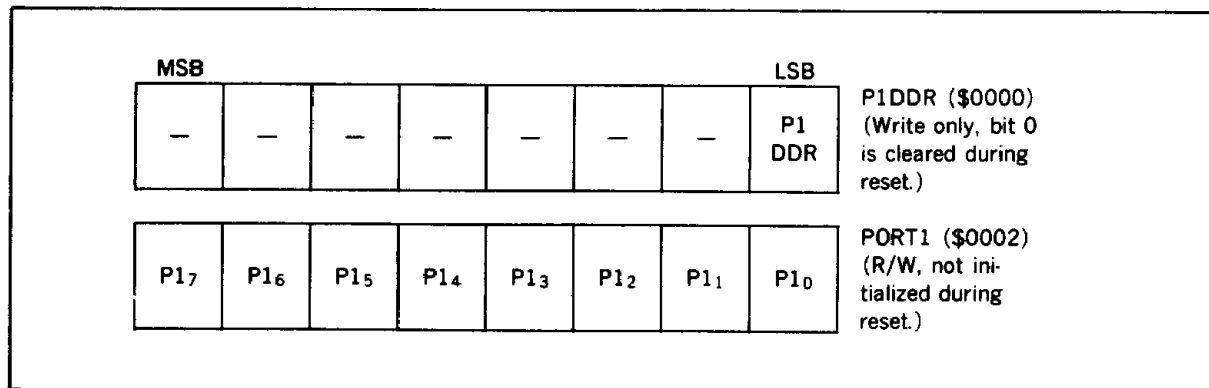 MSB LSB
— — — — — — — P1 DDR
P1DDR ($0000)
(Write only, bit 0
is cleared during
reset.)
P1₇ P1₆ P1₅ P1₄ P1₃ P1₂ P1₁ P1₀
PORT1 ($0002)
(R/W, not ini-
tialized during
reset.)